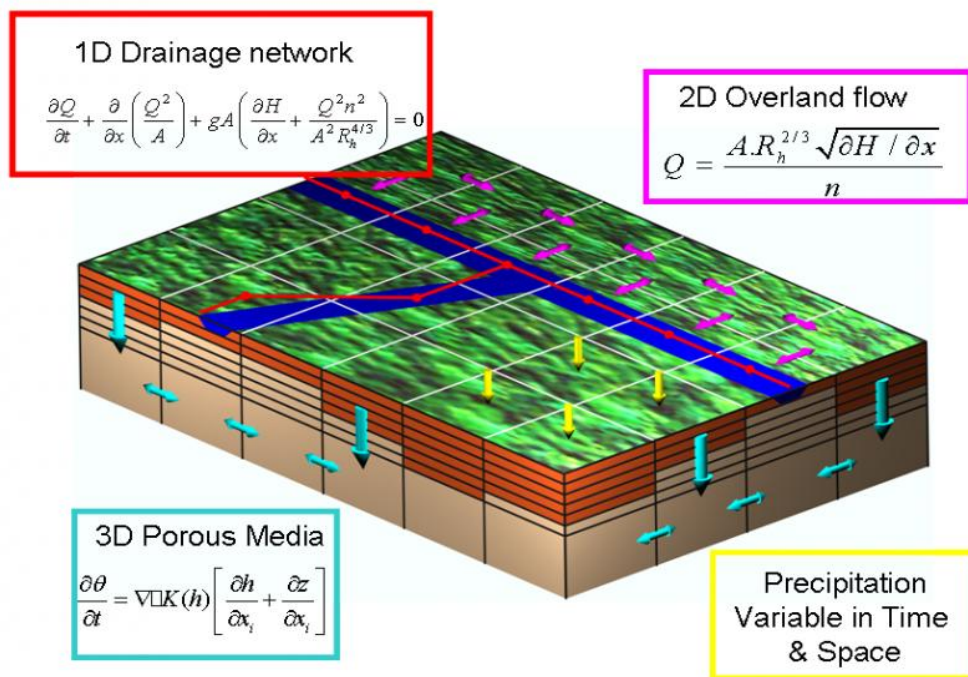 1D Drainage network
∂Q/∂t + ∂/∂x (Q²/A) + gA (∂H/∂x + Q²n²/A²R_h^{4/3}) = 0
2D Overland flow
Q = A.R_h^{2/3} √(∂H / ∂x) / n
3D Porous Media
∂θ/∂t = ∇□K(h) [∂h/∂x_i + ∂z/∂x_i]
Precipitation
Variable in Time
& Space